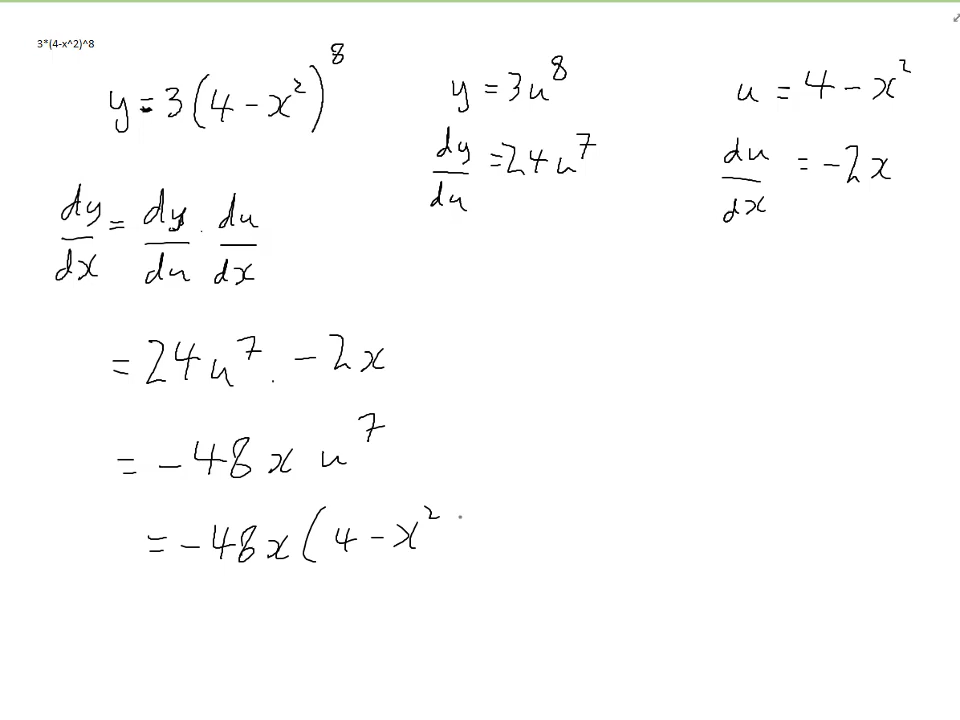 3*(4-x^2)^8
y = 3(4 - x²)⁸
y = 3u⁸
dy/du = 24u⁷
u = 4 - x²
du/dx = -2x
dy/dx = dy/du . du/dx
= 24u⁷ . -2x
= -48x u⁷
= -48x(4 - x²